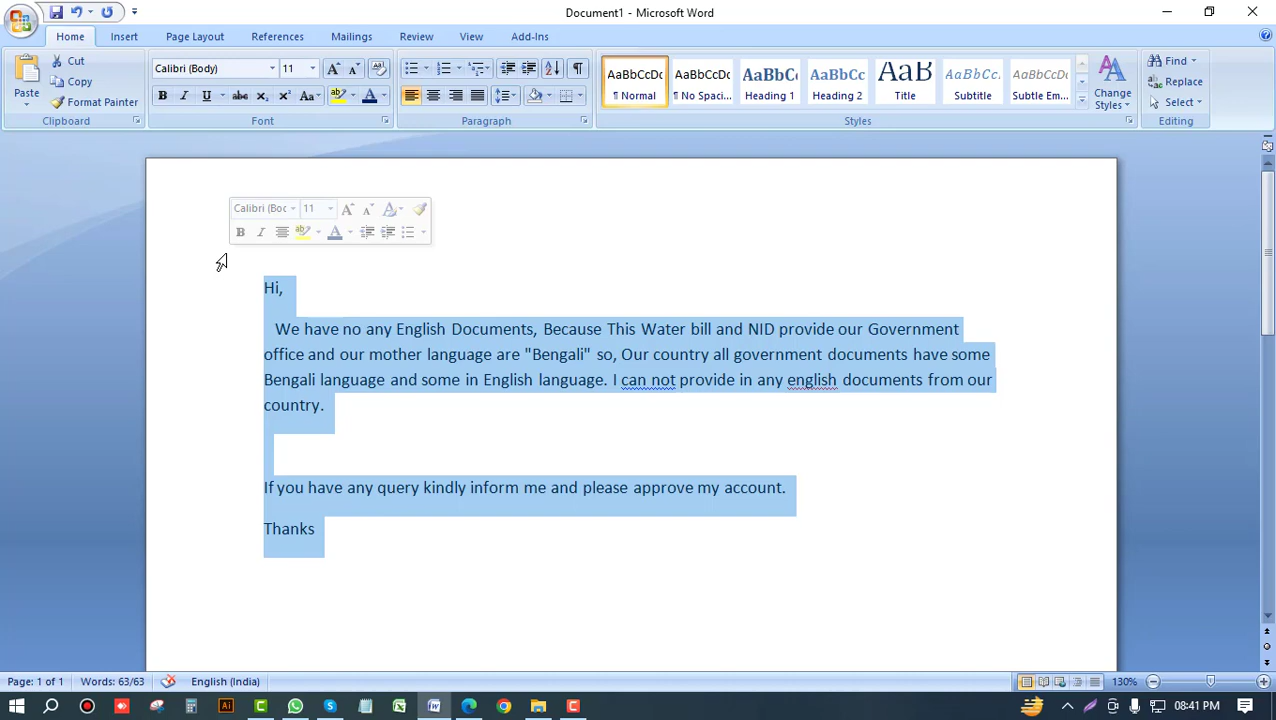 Document1 - Microsoft Word
Home Insert Page Layout References Mailings Review View Add-Ins
Paste Cut Copy Format Painter Clipboard
Calibri (Body) 11 Font
Paragraph
AaBbCcDc AaBbCcDc AaBbCc AaBbCc AaB AaBbCc. AaBbCcDc
¶ Normal ¶ No Spaci... Heading 1 Heading 2 Title Subtitle Subtle Em... Change Styles Styles
Find Replace Select Editing
Calibri (Boc 11
Hi,
We have no any English Documents, Because This Water bill and NID provide our Government
office and our mother language are "Bengali" so, Our country all government documents have some
Bengali language and some in English language. I can not provide in any english documents from our
country.
If you have any query kindly inform me and please approve my account.
Thanks
Page: 1 of 1 Words: 63/63 English (India) 130%
08:41 PM